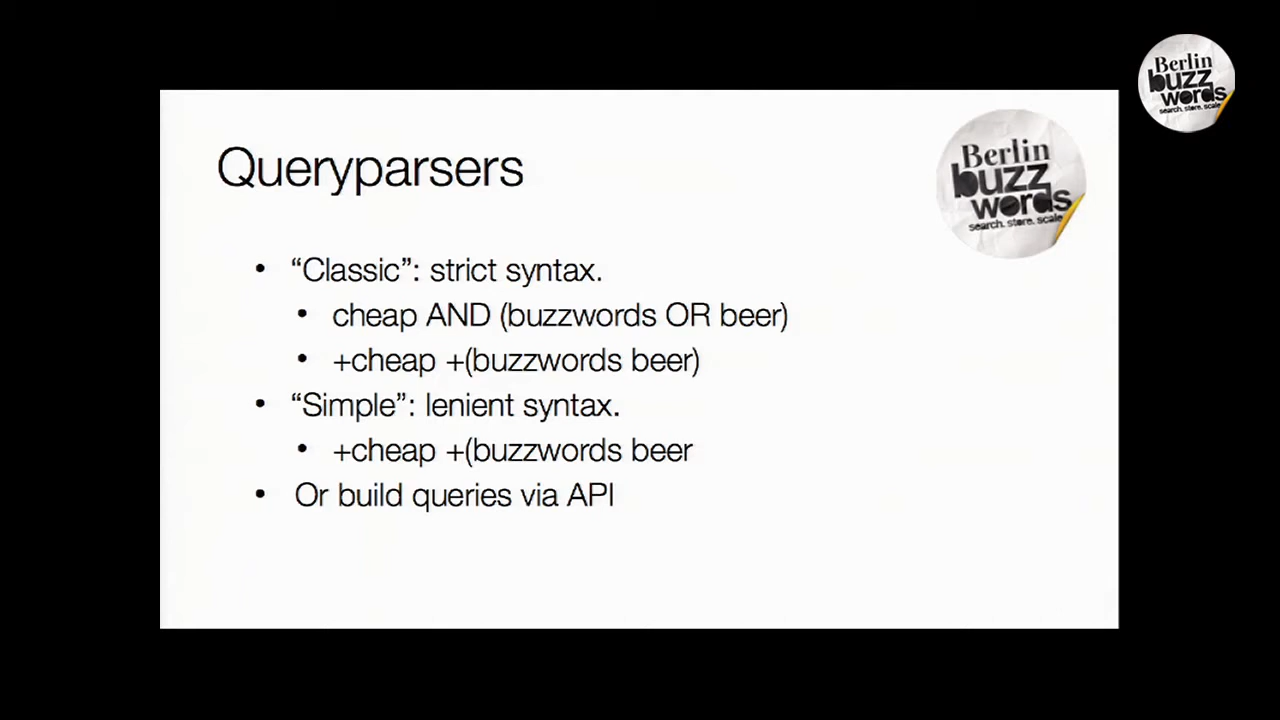 Berlin
buzz
words
search. store. scale
Queryparsers
Berlin
buzz
words
search. store. scale
• “Classic”: strict syntax.
• cheap AND (buzzwords OR beer)
• +cheap +(buzzwords beer)
• “Simple”: lenient syntax.
• +cheap +(buzzwords beer
• Or build queries via API